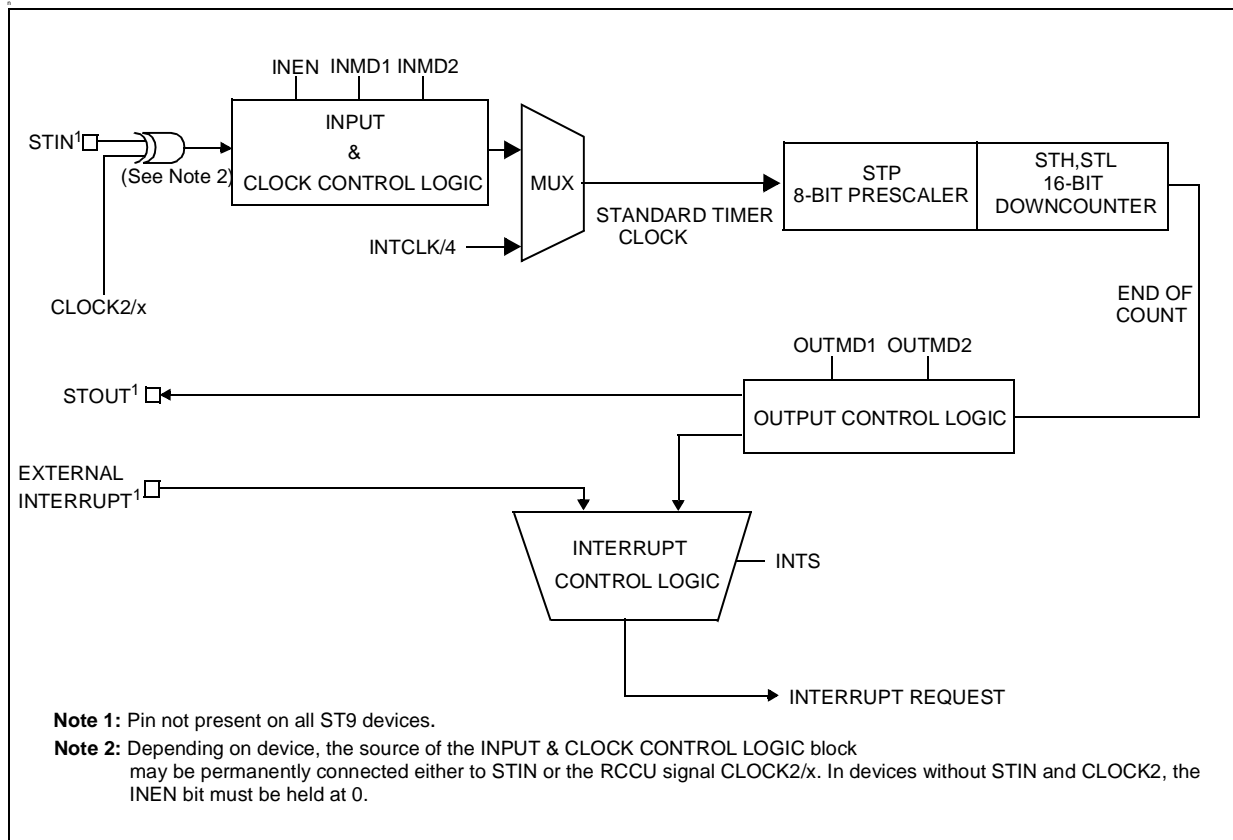 INEN INMD1 INMD2
STIN1
INPUT
&
CLOCK CONTROL LOGIC
(See Note 2)
MUX
INTCLK/4
CLOCK2/x
STANDARD TIMER
CLOCK
STP
8-BIT PRESCALER
STH,STL
16-BIT
DOWNCOUNTER
END OF
COUNT
OUTMD1 OUTMD2
STOUT1
OUTPUT CONTROL LOGIC
EXTERNAL
INTERRUPT1
INTERRUPT
CONTROL LOGIC
INTS
INTERRUPT REQUEST
Note 1: Pin not present on all ST9 devices.
Note 2: Depending on device, the source of the INPUT & CLOCK CONTROL LOGIC block
may be permanently connected either to STIN or the RCCU signal CLOCK2/x. In devices without STIN and CLOCK2, the
INEN bit must be held at 0.